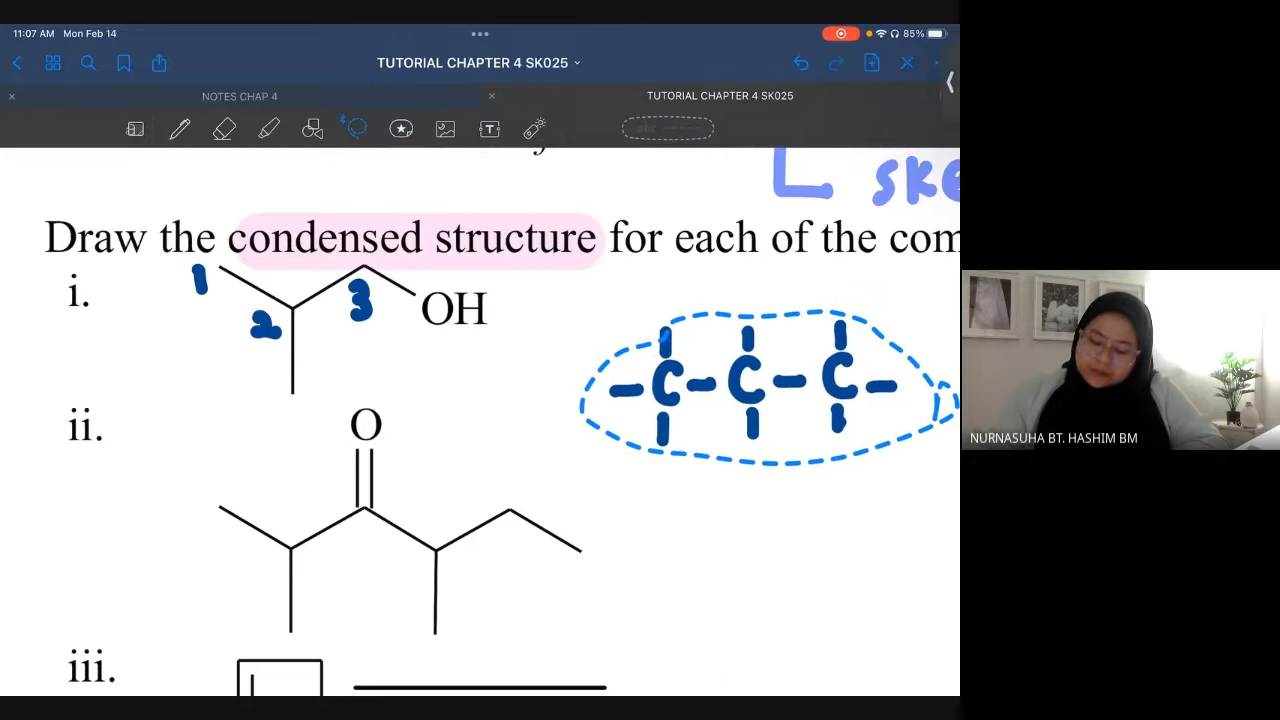 11:07 AM Mon Feb 14
85%
TUTORIAL CHAPTER 4 SK025
NOTES CHAP 4
TUTORIAL CHAPTER 4 SK025
T
SKE
Draw the condensed structure for each of the com
i.
1
2
3
OH
C C C
ii.
O
iii.
NURNASUHA BT. HASHIM BM